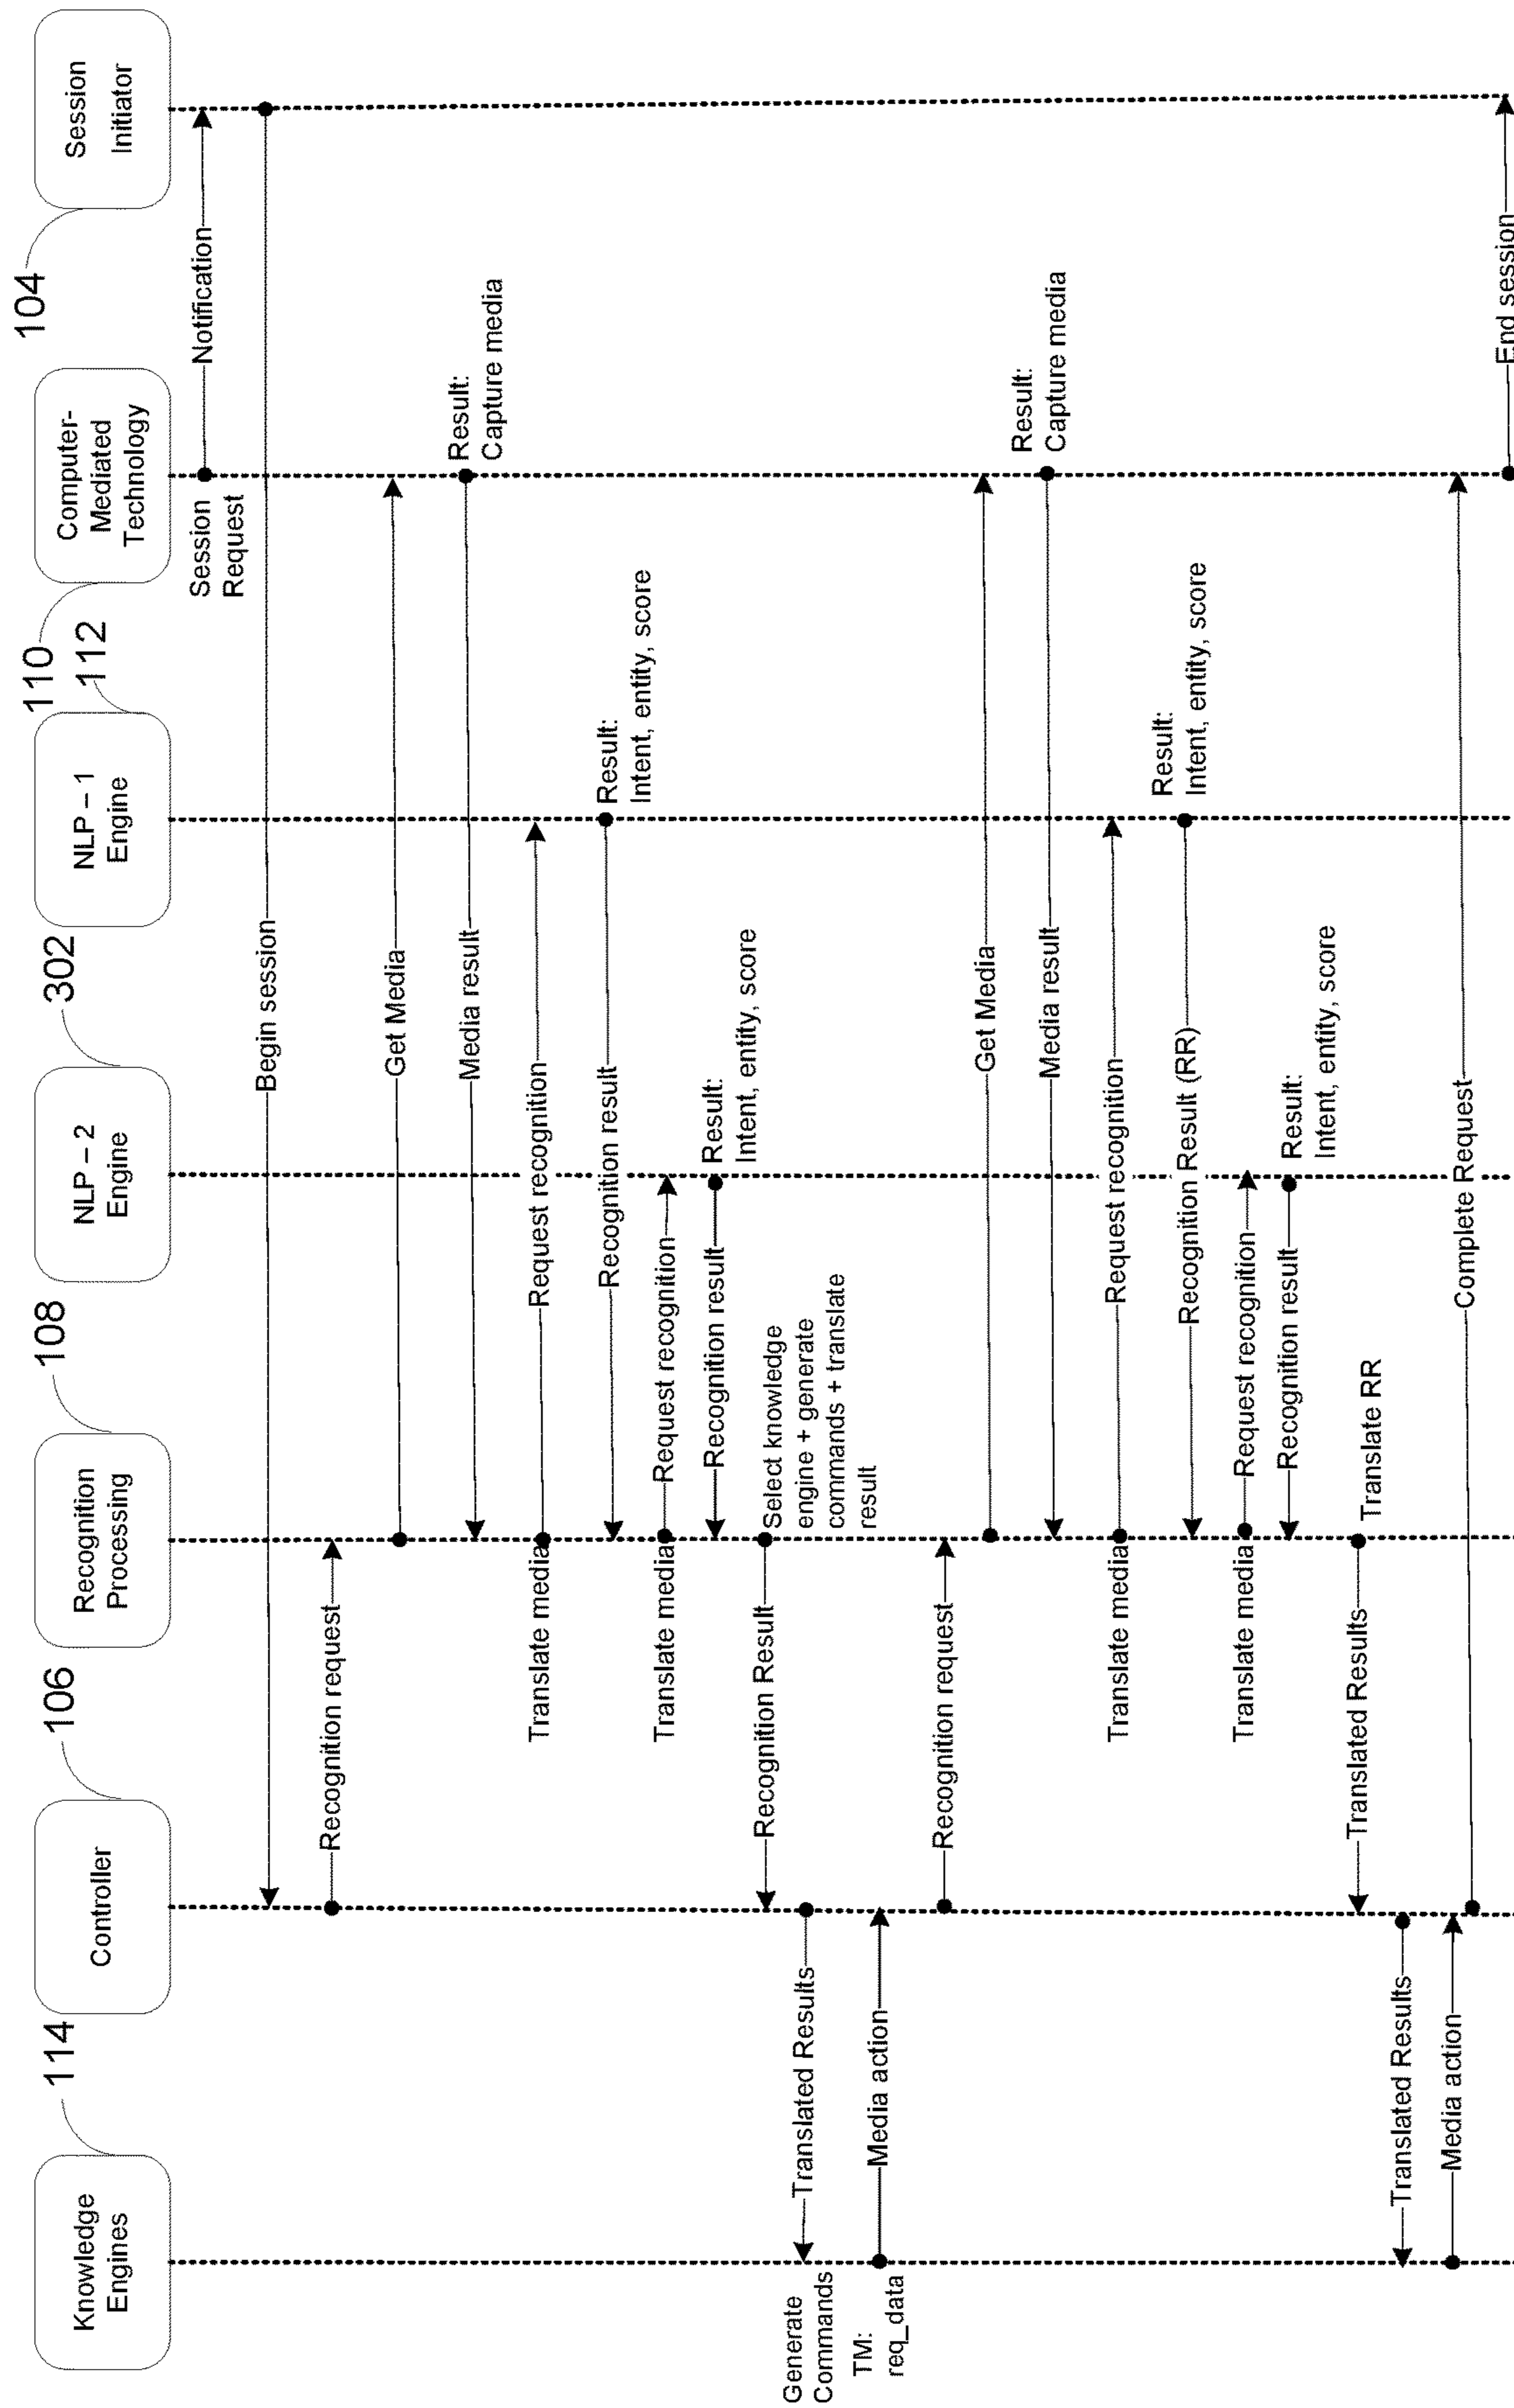 Knowledge
Engines
114
Controller
106
Recognition
Processing
108
NLP – 2
Engine
302
NLP – 1
Engine
112
110
Computer-
Mediated
Technology
104
Session
Initiator
Session
Request
Notification
Begin session
Recognition request
Get Media
Result:
Capture media
Media result
Translate media
Request recognition
Result:
Intent, entity, score
Recognition result
Translate media
Request recognition
Result:
Intent, entity, score
Recognition result
Select knowledge
engine + generate
commands + translate
result
Recognition Result
Generate
Commands
Translated Results
TM:
req_data
Media action
Recognition request
Get Media
Result:
Capture media
Media result
Translate media
Request recognition
Result:
Intent, entity, score
Recognition Result (RR)
Translate media
Request recognition
Result:
Intent, entity, score
Recognition result
Translate RR
Translated Results
Translated Results
Media action
Complete Request
End session